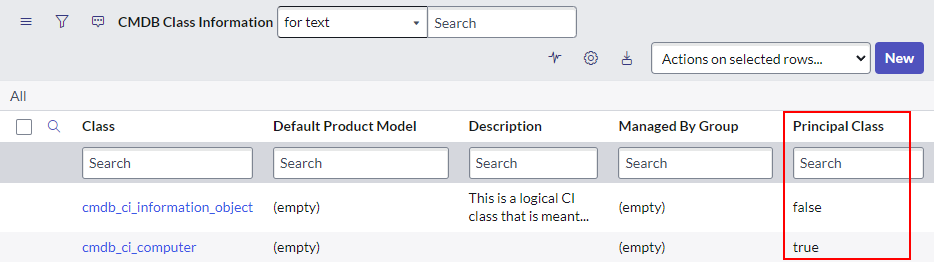 CMDB Class Information for text Search
Actions on selected rows... New
All
Class Default Product Model Description Managed By Group Principal Class
Search Search Search Search Search
cmdb_ci_information_object (empty) This is a logical CI class that is meant... (empty) false
cmdb_ci_computer (empty) (empty) true